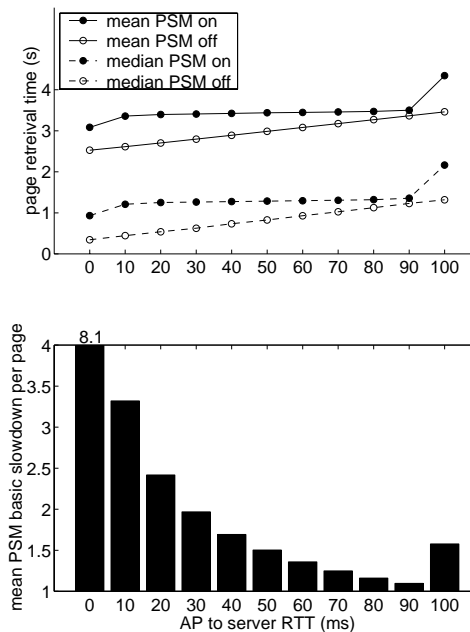 mean PSM on
mean PSM off
median PSM on
median PSM off
page retreival time (s)
4
3
2
1
0
0 10 20 30 40 50 60 70 80 90 100
8.1
mean PSM basic slowdown per page
4
3.5
3
2.5
2
1.5
1
0 10 20 30 40 50 60 70 80 90 100
AP to server RTT (ms)